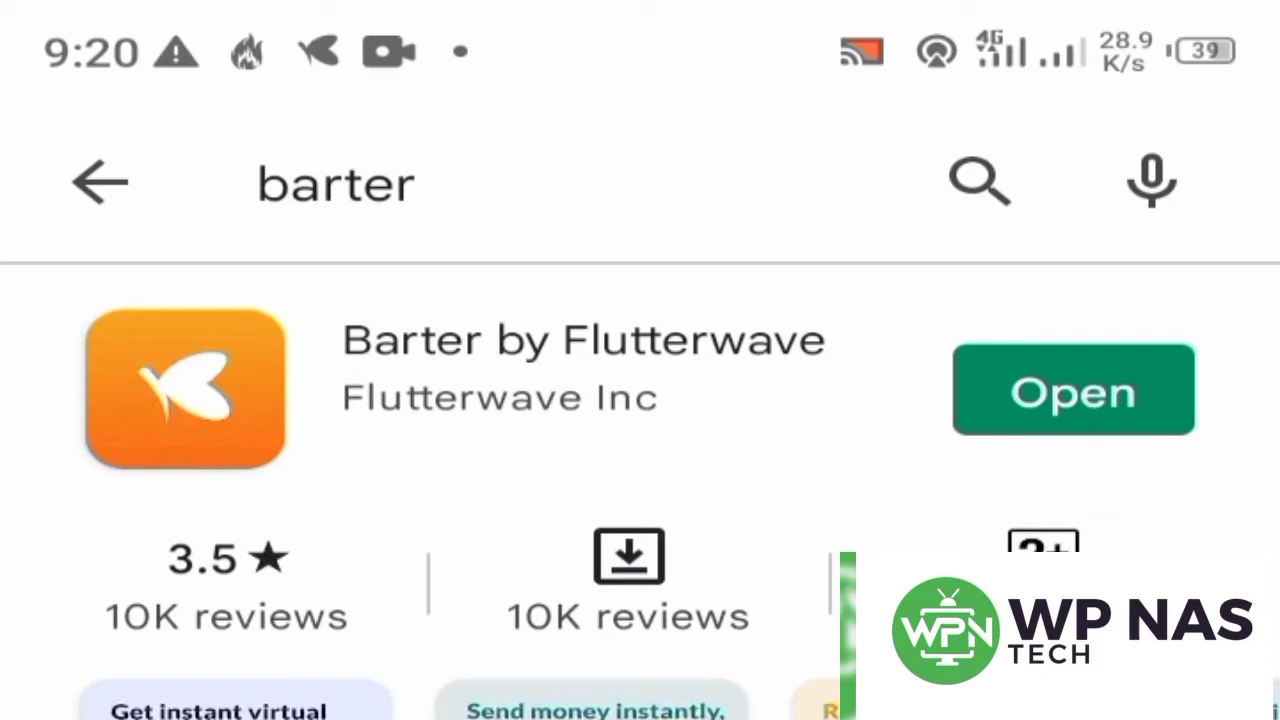 9:20
4G
28.9
K/s
39
barter
Barter by Flutterwave
Flutterwave Inc
Open
3.5 ★
10K reviews
10K reviews
3+
WPN
WP NAS
TECH
Get instant virtual
Send money instantly,
R